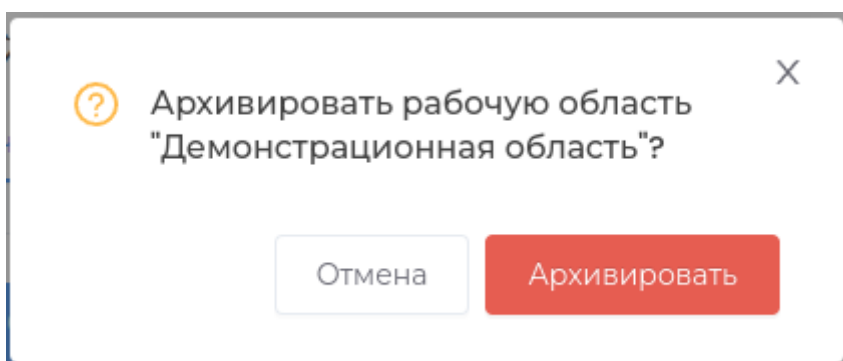 Архивировать рабочую область
"Демонстрационная область"?
Отмена
Архивировать